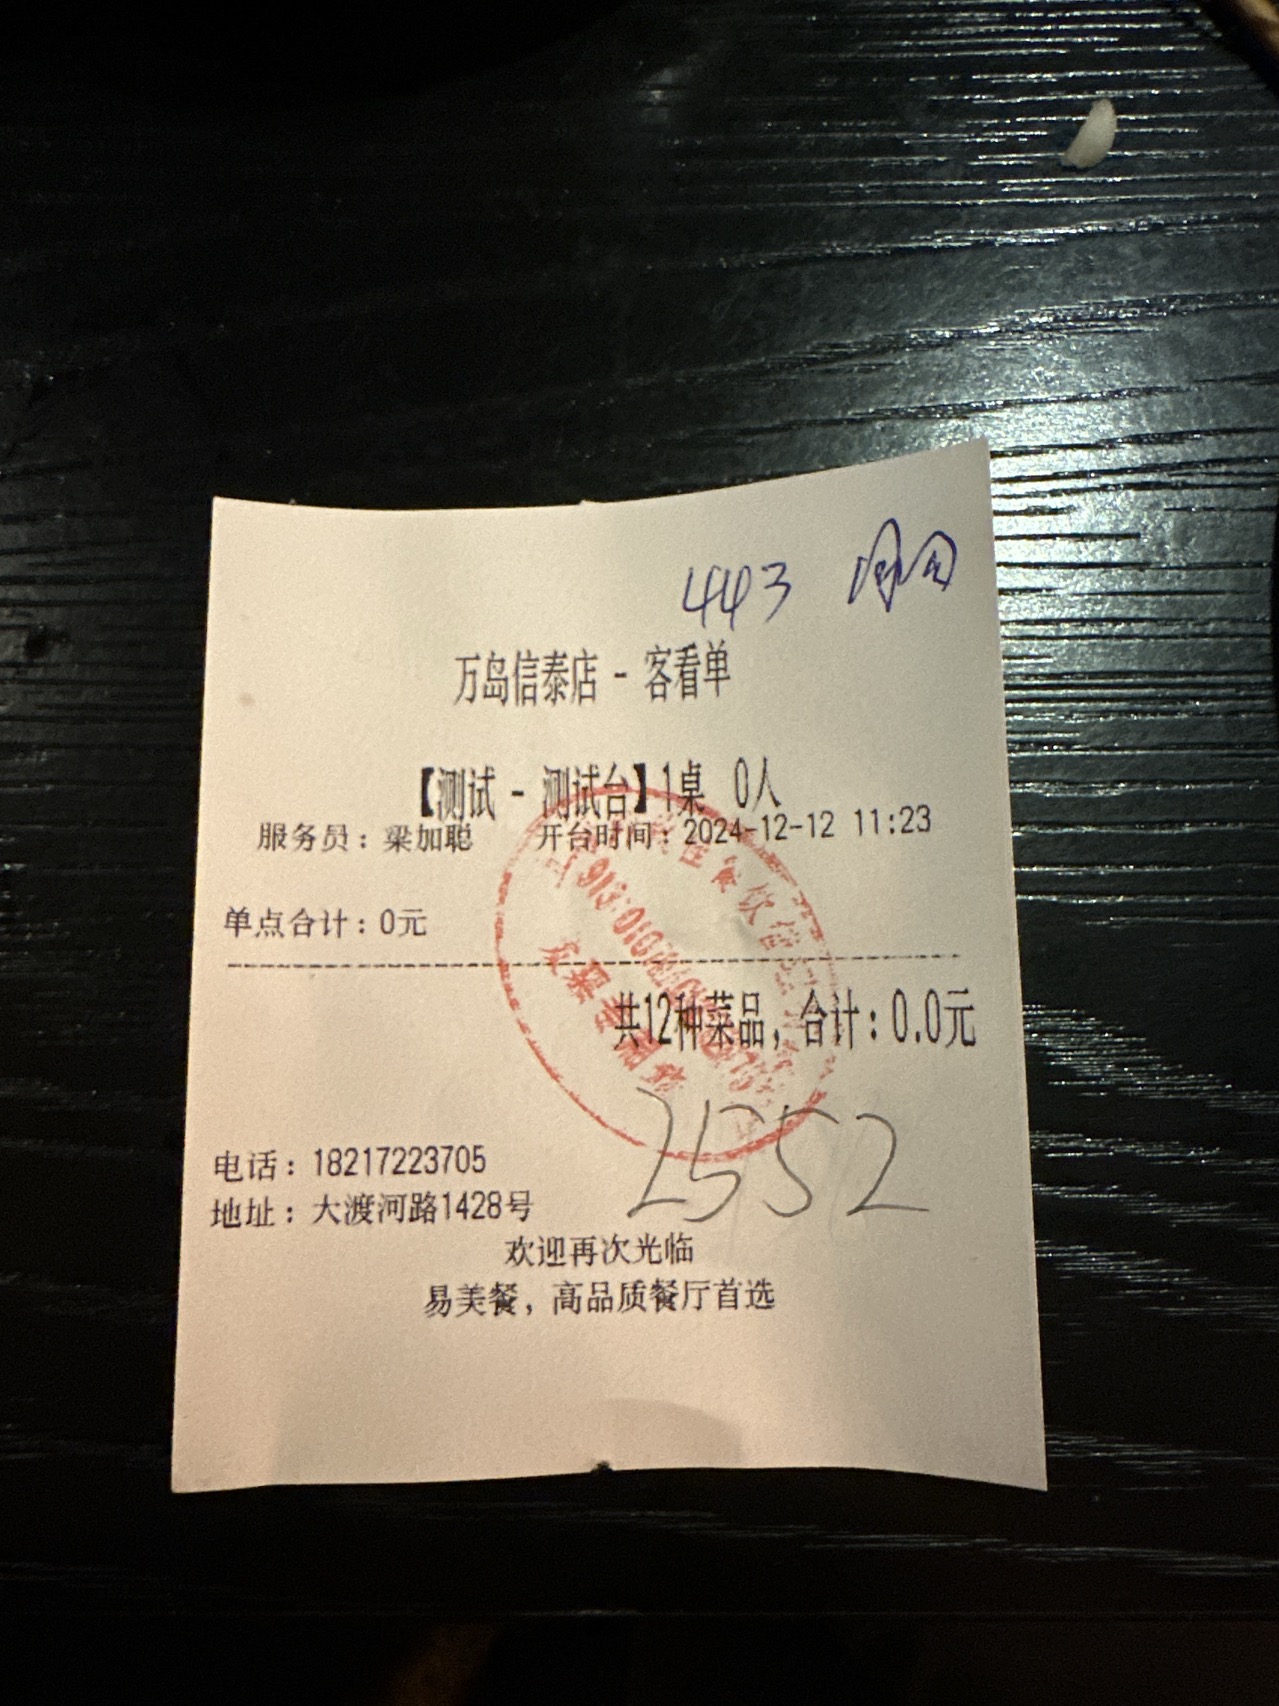 443
万岛信泰店 - 客看单
【测试 - 测试台】1桌 0人
服务员：梁加聪 开台时间：2024-12-12 11:23
单点合计：0元
共12种菜品，合计：0.0元
2552
电话：18217223705
地址：大渡河路1428号
欢迎再次光临
易美餐，高品质餐厅首选